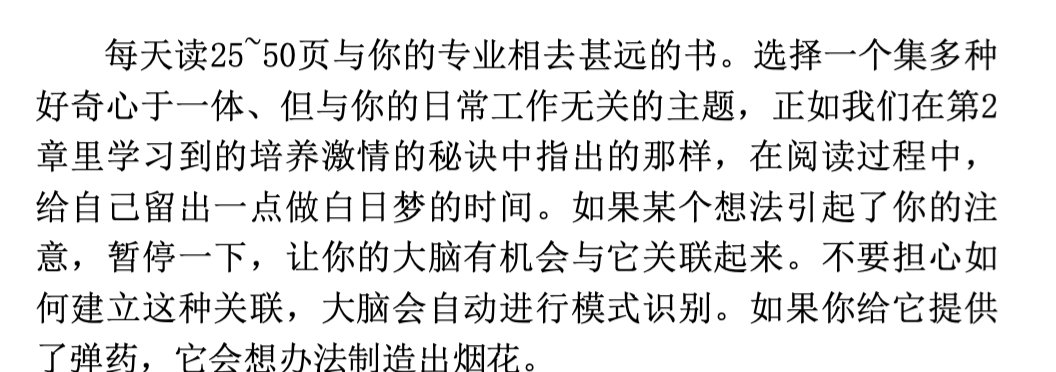 每天读25~50页与你的专业相去甚远的书。选择一个集多种
好奇心于一体、但与你的日常工作无关的主题，正如我们在第2
章里学习到的培养激情的秘诀中指出的那样，在阅读过程中，
给自己留出一点做白日梦的时间。如果某个想法引起了你的注
意，暂停一下，让你的大脑有机会与它关联起来。不要担心如
何建立这种关联，大脑会自动进行模式识别。如果你给它提供
了弹药，它会想办法制造出烟花。